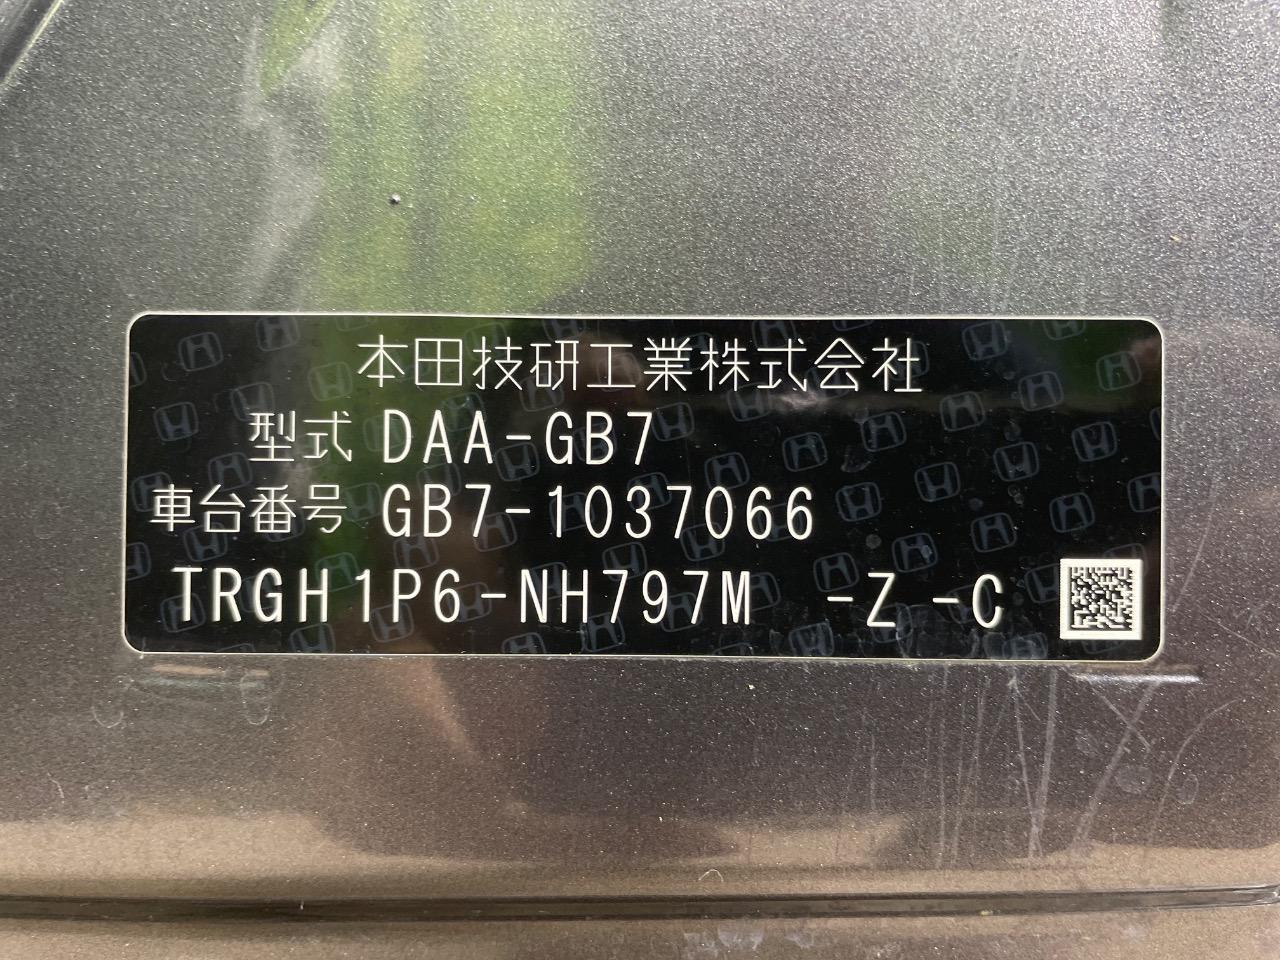 本田技研工業株式会社
型式 DAA-GB7
車台番号 GB7-1037066
TRGH1P6-NH797M -Z -C